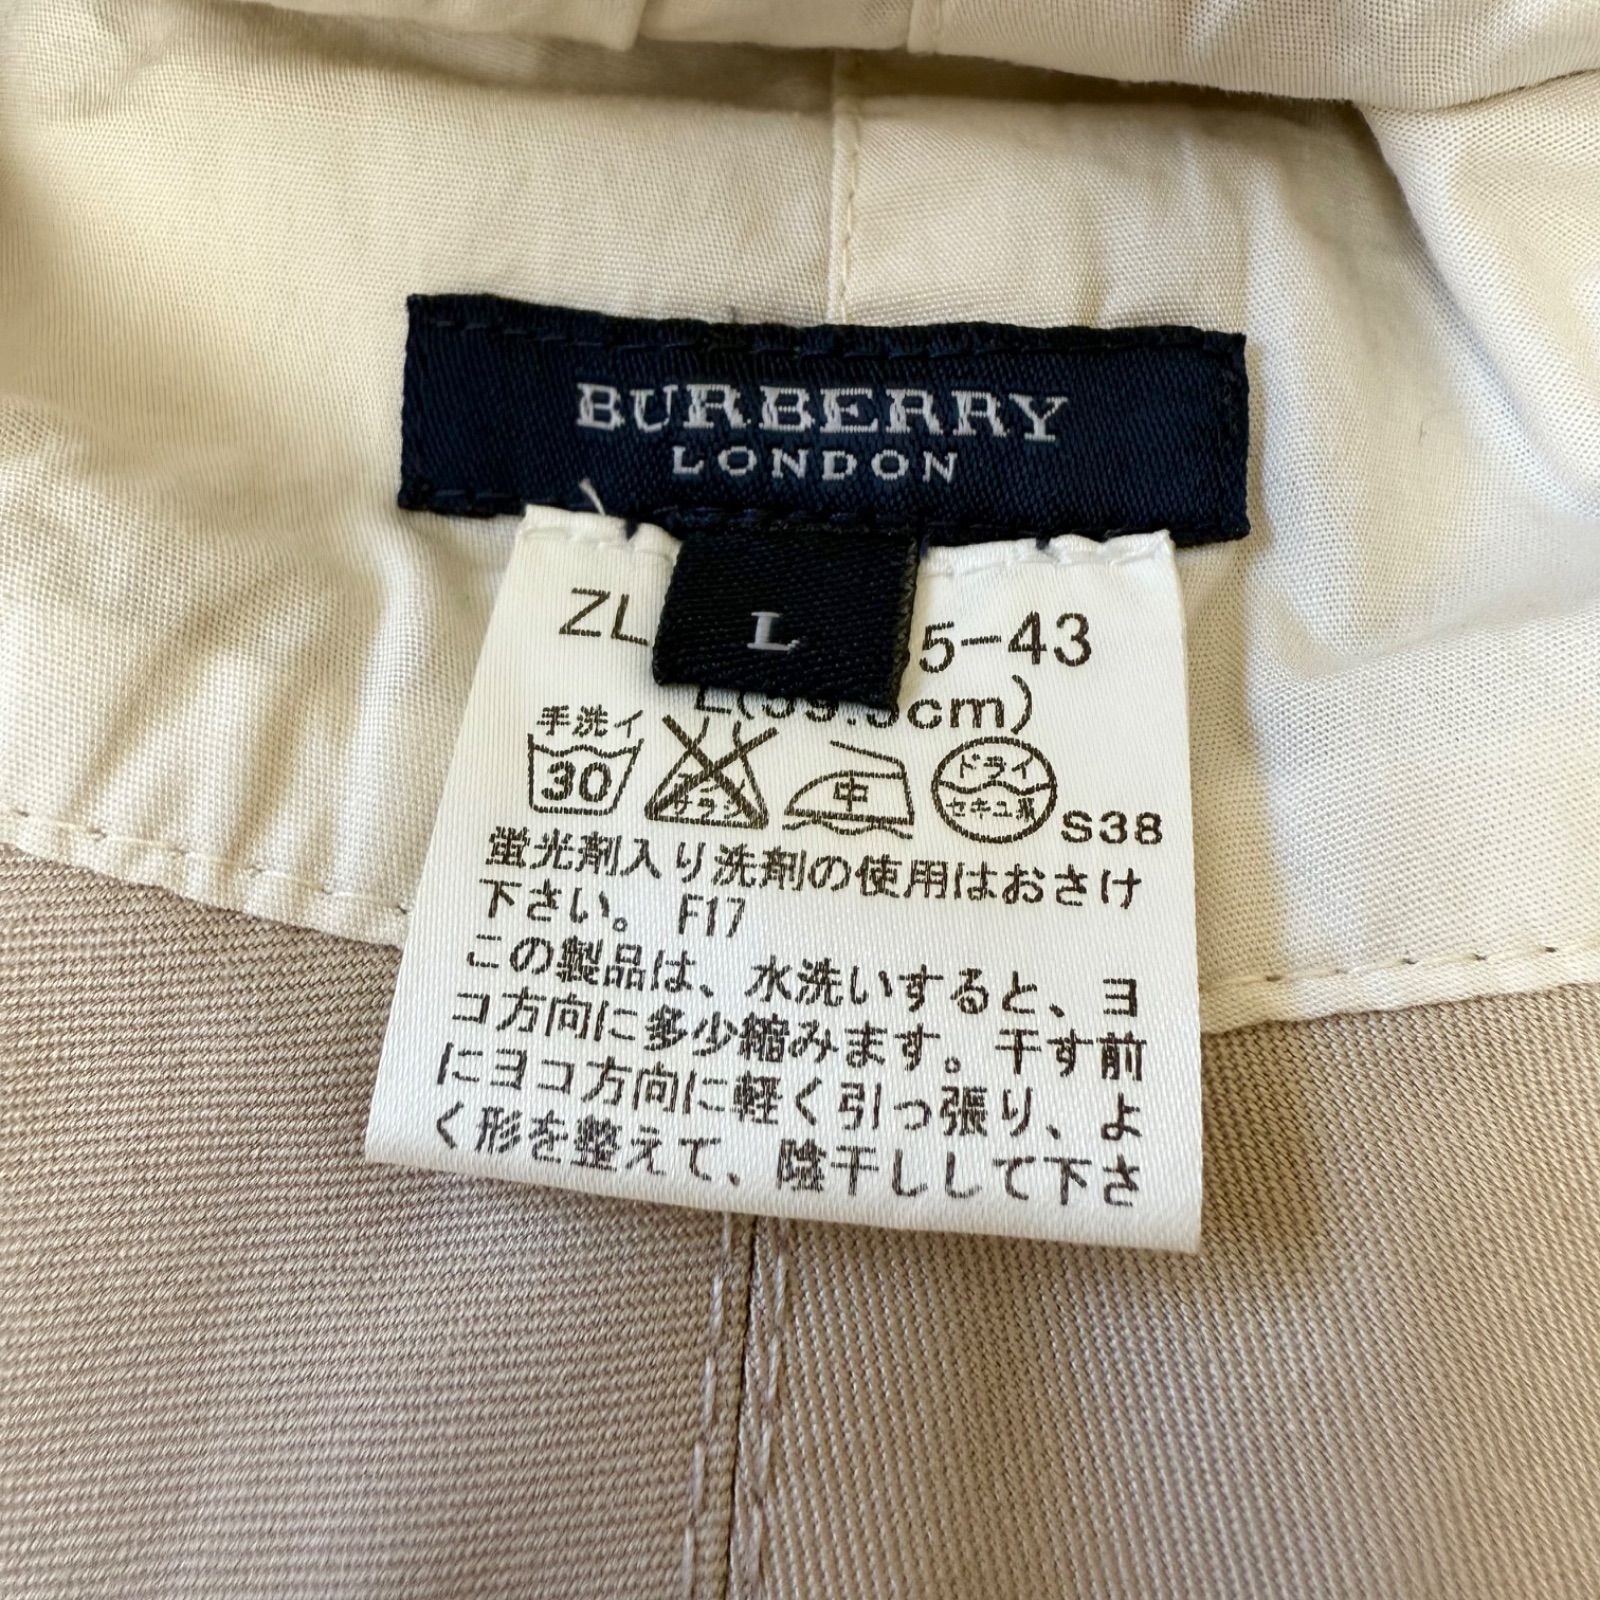 BURBERRY
LONDON
L
ZL 5-43
cm)
手洗イ
30
中
ドライ
セキユ系
S38
蛍光剤入り洗剤の使用はおさけ
下さい。 F17
この製品は、水洗いすると、ヨ
コ方向に多少縮みます。干す前
にヨコ方向に軽く引っ張り、よ
く形を整えて、陰干しして下さ